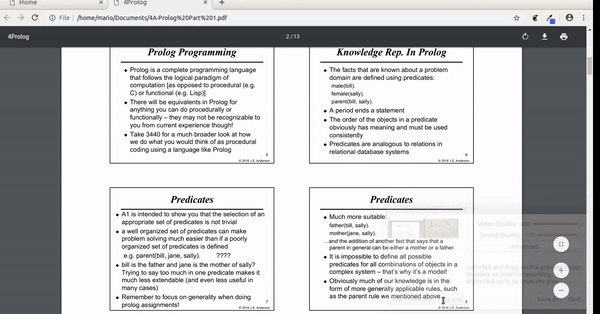 Home
4Prolog
File
/home/mario/Documents/4A-Prolog%20Part%201.pdf
4Prolog
2 / 13
Prolog Programming
Prolog is a complete programming language
that follows the logical paradigm of
computation [as opposed to procedural (e.g.
C) or functional (e.g. Lisp)]
There will be equivalents in Prolog for
anything you can do procedurally or
functionally – they may not be recognizable to
you from current experience though!
Take 3440 for a much broader look at how
we do what you would think of as procedural
coding using a language like Prolog
5
© 2016 J.E. Anderson
Knowledge Rep. In Prolog
The facts that are known about a problem
domain are defined using predicates:
male(bill).
female(sally).
parent(bill, sally).
A period ends a statement
The order of the objects in a predicate
obviously has meaning and must be used
consistently
Predicates are analogous to relations in
relational database systems
6
© 2016 J.E. Anderson
Predicates
A1 is intended to show you that the selection of an
appropriate set of predicates is not trivial
a well organized set of predicates can make
problem solving much easier than if a poorly
organized set of predicates is defined
e.g. parent(bill, jane, sally). ????
bill is the father and jane is the mother of sally?
Trying to say too much in one predicate makes it
much less extendable (and even less useful in
many cases)
Remember to focus on generality when doing
prolog assignments!
7
© 2016 J.E. Anderson
Predicates
Much more suitable:
father(bill, sally).
mother(jane, sally).
...and the addition of another fact that says that a
parent in general can be either a mother or a father.
It is impossible to define all possible
predicates for all combinations of objects in a
complex system – that's why it's a model!
Obviously much of our knowledge is in the
form of more generally applicable rules, such
as the parent rule we mentioned above
8
© 2016 J.E. Anderson
Video Quality
Sound Quality
Advanced